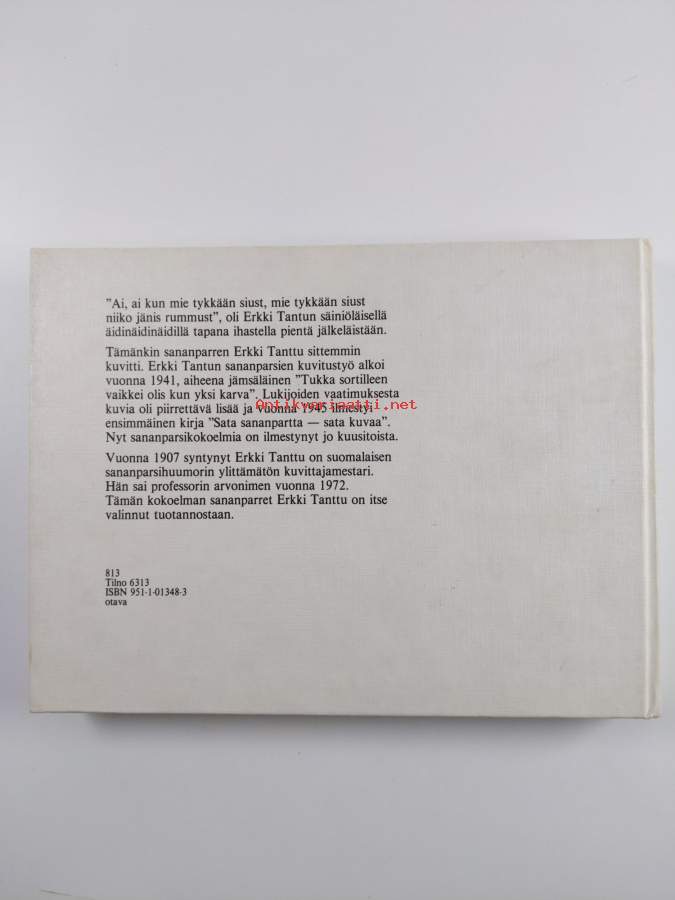 "Ai, ai kun mie tykkään siust, mie tykkään siust
niiko jänis rummust", oli Erkki Tantun säiniöläisellä
äidinäidinäidillä tapana ihastella pientä jälkeläistään.
Tämänkin sananparren Erkki Tanttu sittemmin
kuvitti. Erkki Tantun sananparsien kuvitustyö alkoi
vuonna 1941, aiheena jämsäläinen "Tukka sortilleen
vaikkei olis kun yksi karva". Lukijoiden vaatimuksesta
kuvia oli piirrettävä lisää ja vuonna 1945 ilmestyi
ensimmäinen kirja "Sata sananpartta — sata kuvaa".
Nyt sananparsikokoelmia on ilmestynyt jo kuusitoista.
Vuonna 1907 syntynyt Erkki Tanttu on suomalaisen
sananparsihuumorin ylittämätön kuvittajamestari.
Hän sai professorin arvonimen vuonna 1972.
Tämän kokoelman sananparret Erkki Tanttu on itse
valinnut tuotannostaan.
813
Tilno 6313
ISBN 951-1-01348-3
otava
Antikvariaatti.net